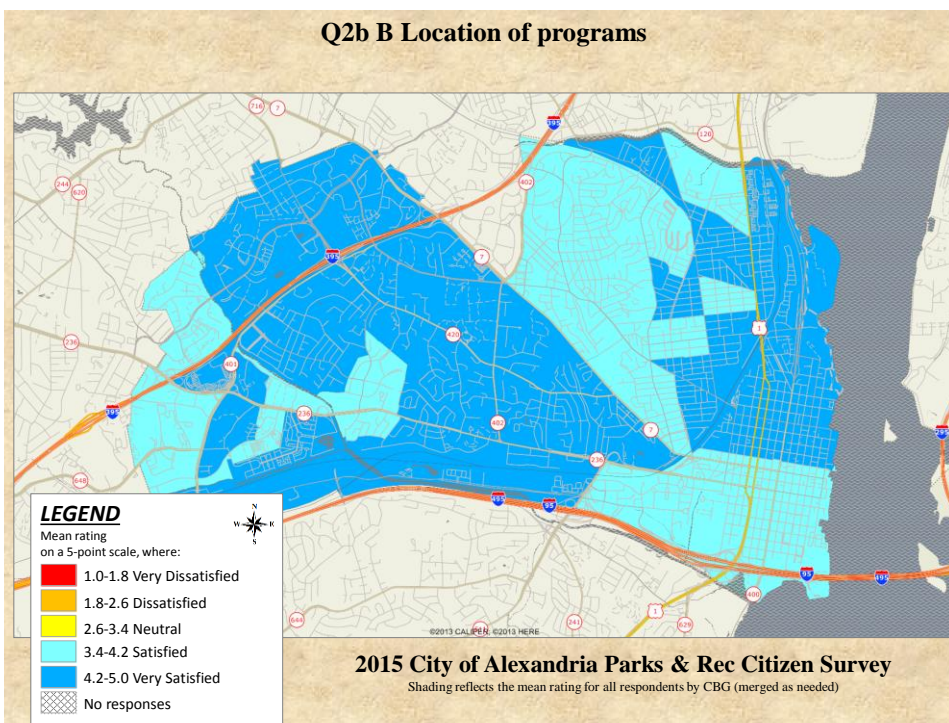 Q2b B Location of programs
716
7
395
120
244
620
402
7
395
236
420
1
401
395
236
402
7
295
236
648
495
95
95
495
400
644
241
1
629
©2013 CALIPER, ©2013 HERE
LEGEND
Mean rating
on a 5-point scale, where:
N
W E
S
1.0-1.8 Very Dissatisfied
1.8-2.6 Dissatisfied
2.6-3.4 Neutral
3.4-4.2 Satisfied
4.2-5.0 Very Satisfied
No responses
2015 City of Alexandria Parks & Rec Citizen Survey
Shading reflects the mean rating for all respondents by CBG (merged as needed)